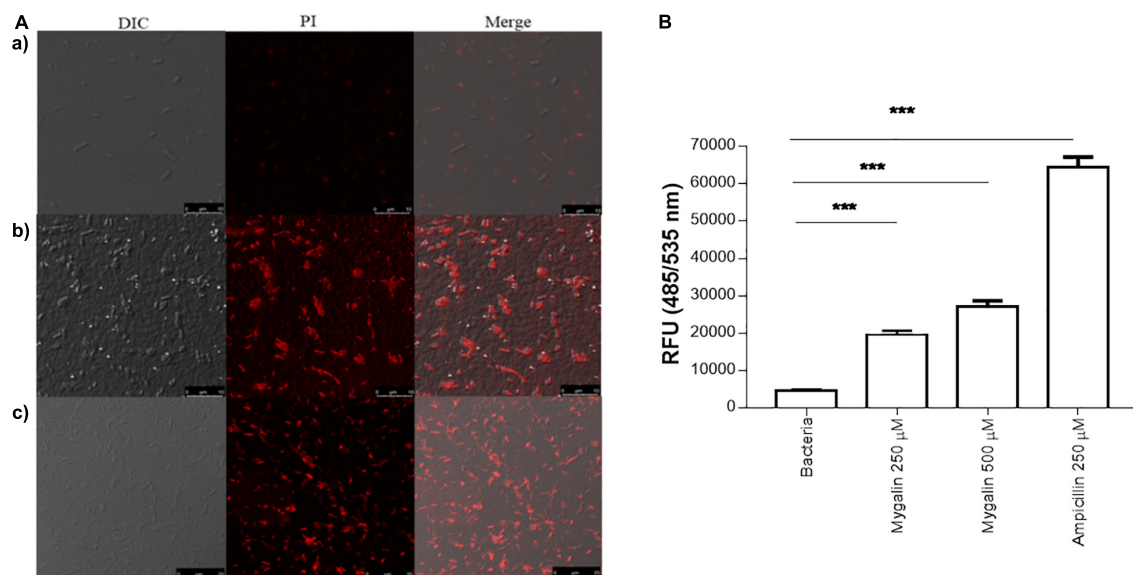 A
DIC
PI
Merge
a)
b)
c)
B
***
***
***
RFU (485/535 nm)
70000
60000
50000
40000
30000
20000
10000
0
Bacteria
Mygalin 250 μM
Mygalin 500 μM
Ampicillin 250 μM